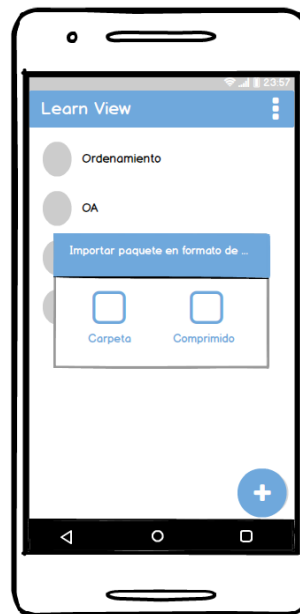 23:57
Learn View
Ordenamiento
OA
Importar paquete en formato de ...
Carpeta
Comprimido